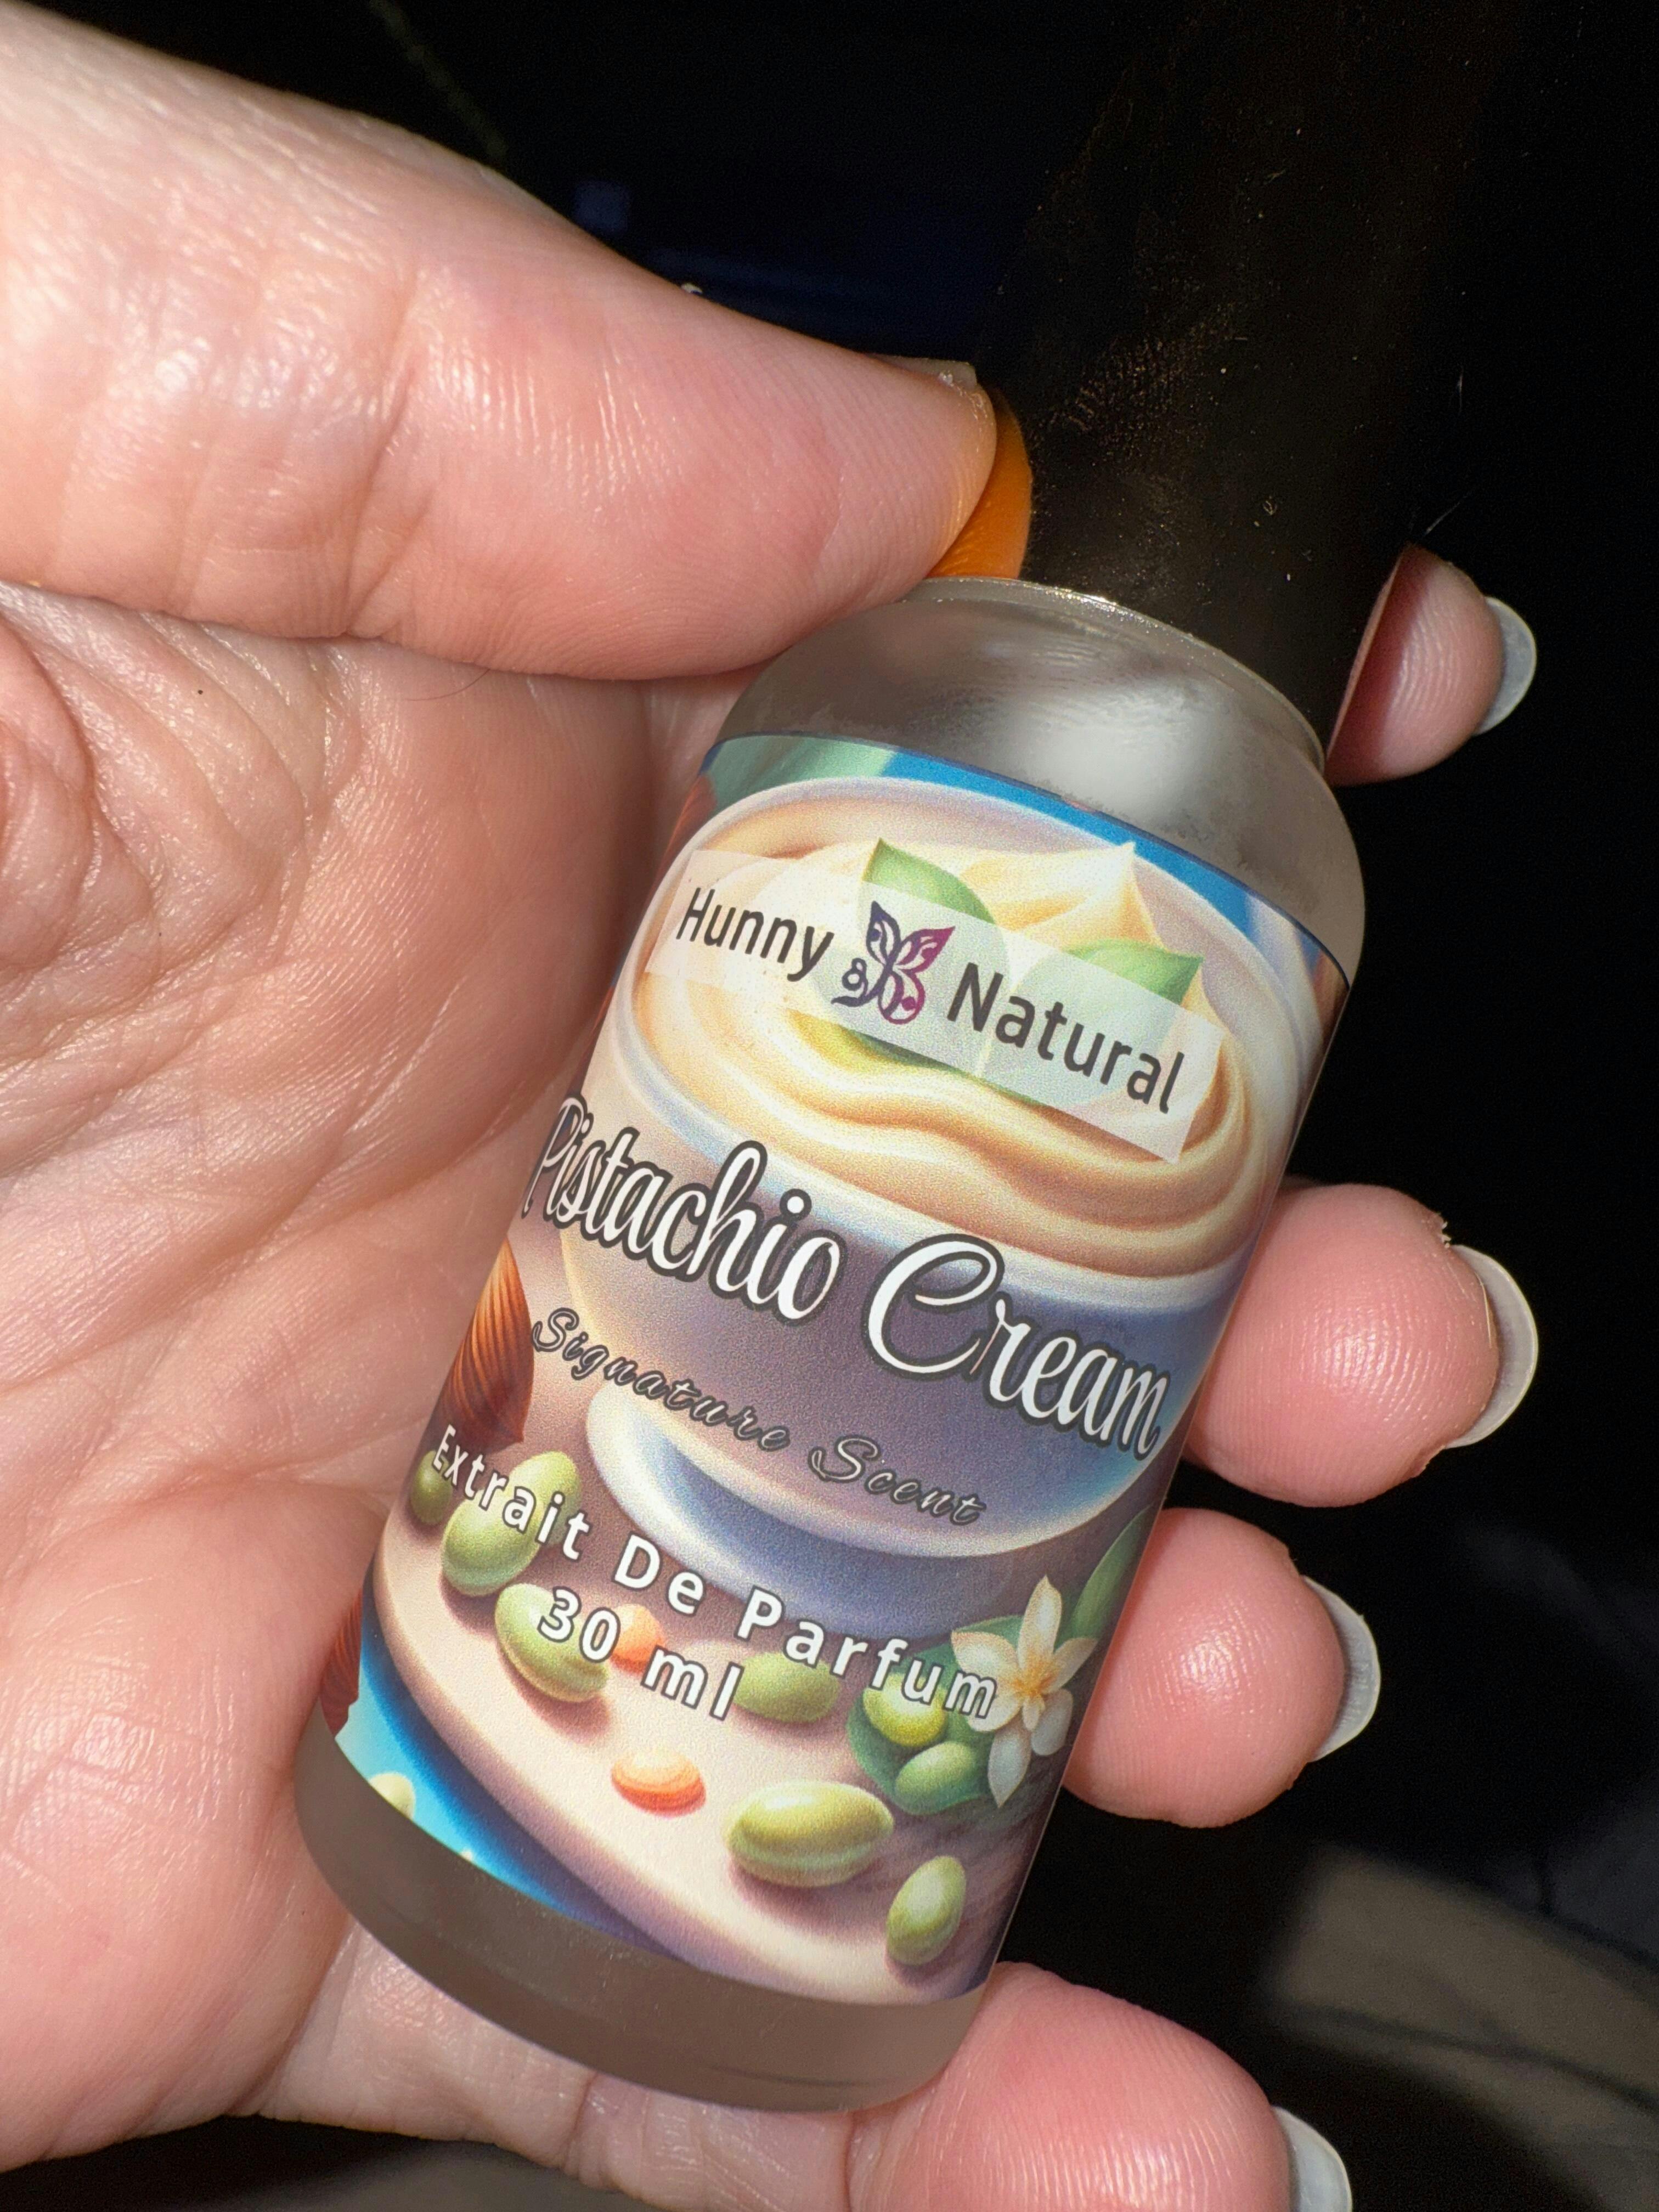 Hunny & Natural
Pistachio Cream
Signature Scent
Extrait De Parfum
30 ml